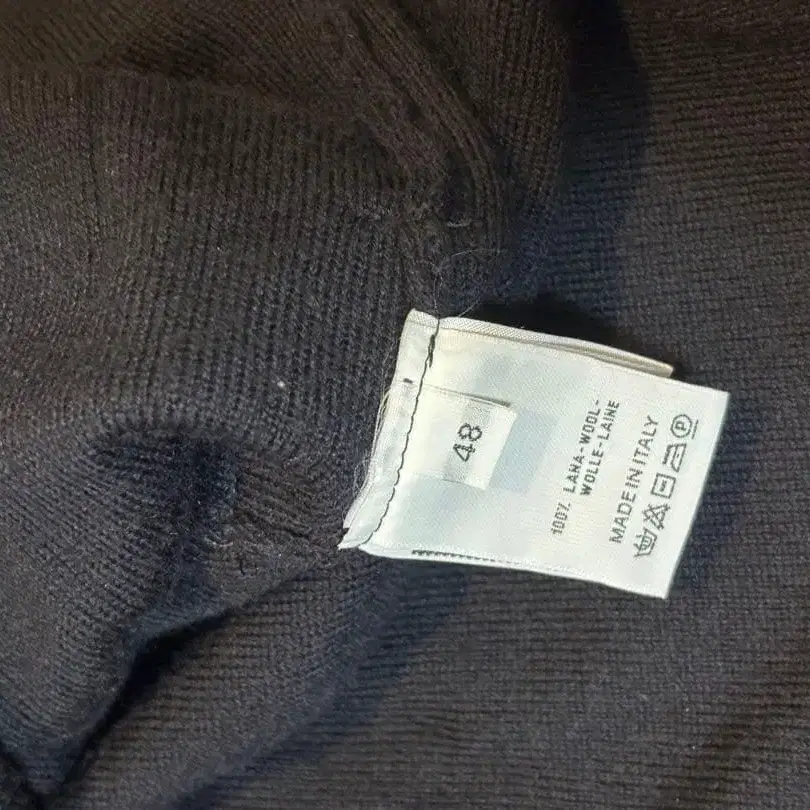 48
100% LANA-WOOL-
WOLLE-LAINE
MADE IN ITALY
P